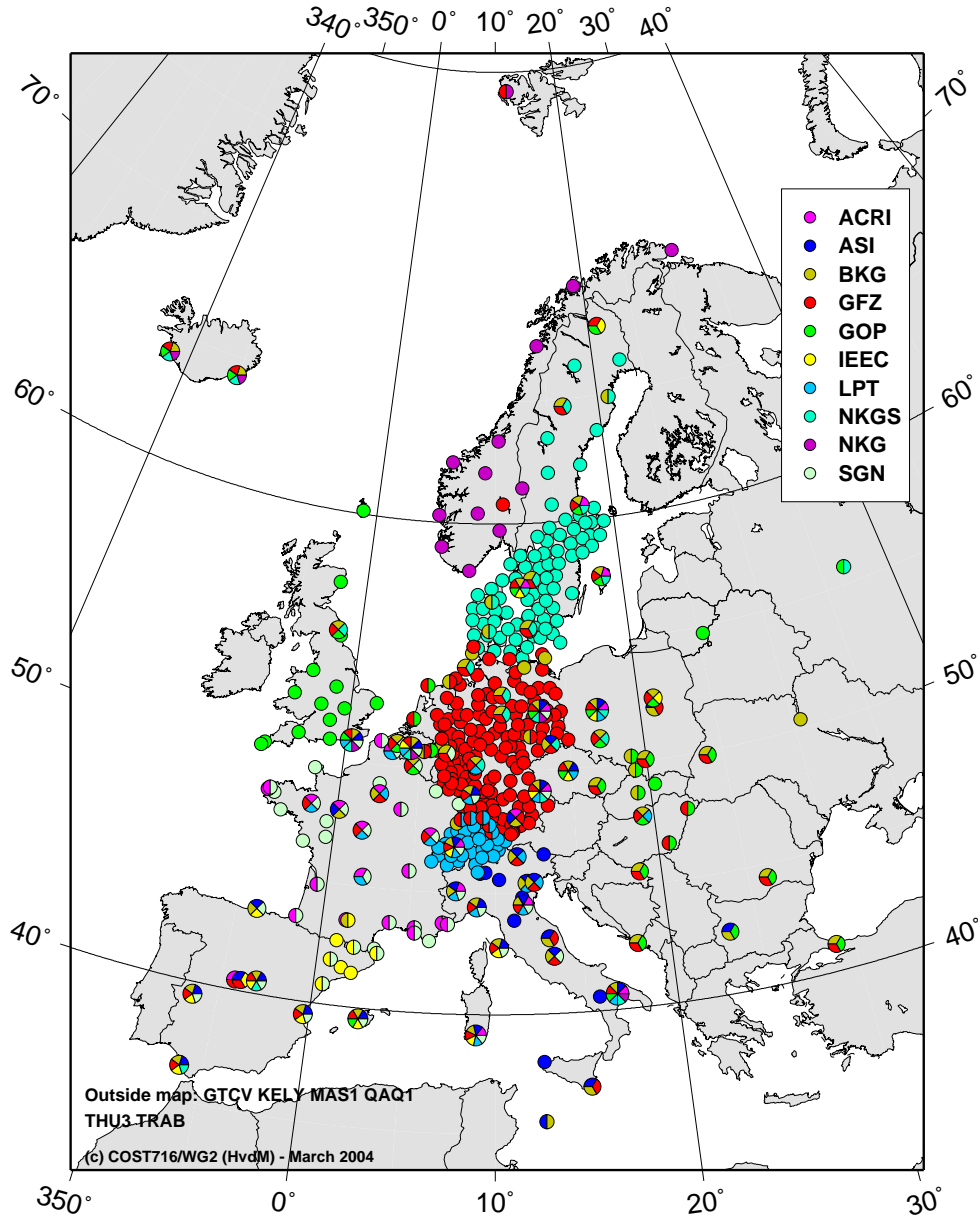 340° 350° 0° 10° 20° 30° 40°
70° 70°
ACRI
ASI
BKG
GFZ
GOP
IEEC
LPT
NKGS
NKG
SGN
60° 60°
50° 50°
40° 40°
Outside map: GTCV KELY MAS1 QAQ1
THU3 TRAB
(c) COST716/WG2 (HvdM) - March 2004
350° 0° 10° 20° 30°